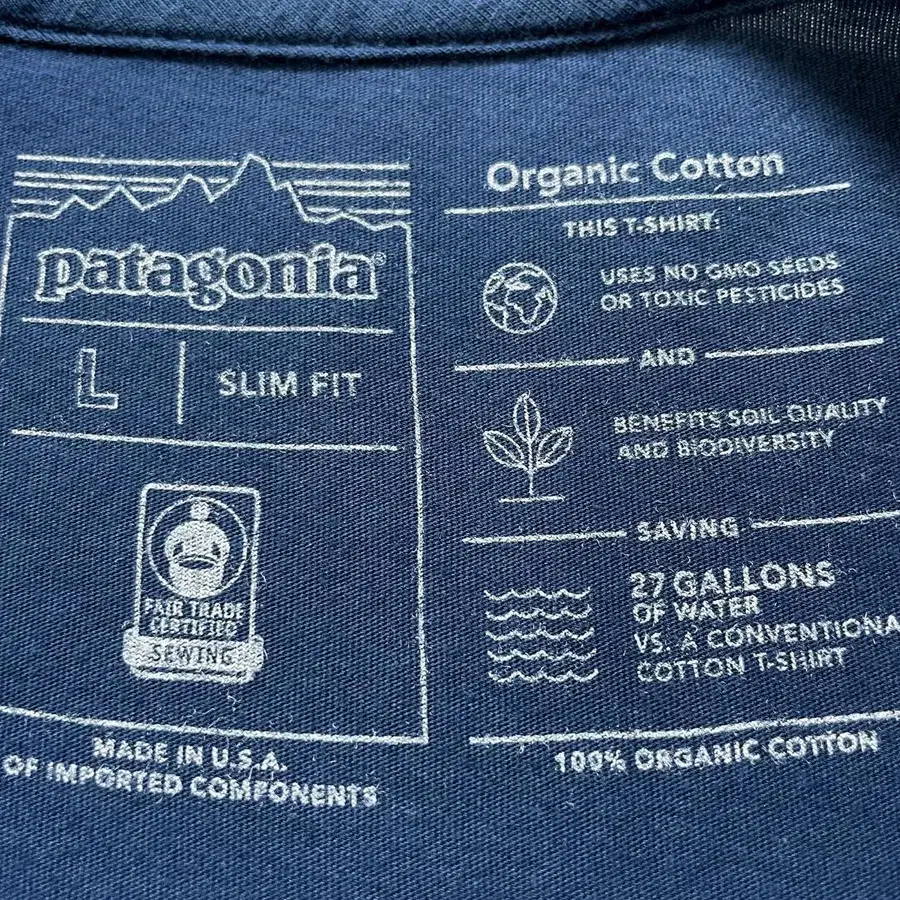 patagonia®
L
SLIM FIT
FAIR TRADE
CERTIFIED
SEWING
MADE IN U.S.A.
OF IMPORTED COMPONENTS
Organic Cotton
THIS T-SHIRT:
USES NO GMO SEEDS
OR TOXIC PESTICIDES
AND
BENEFITS SOIL QUALITY
AND BIODIVERSITY
SAVING
27 GALLONS
OF WATER
VS. A CONVENTIONA
COTTON T-SHIRT
100% ORGANIC COTTON